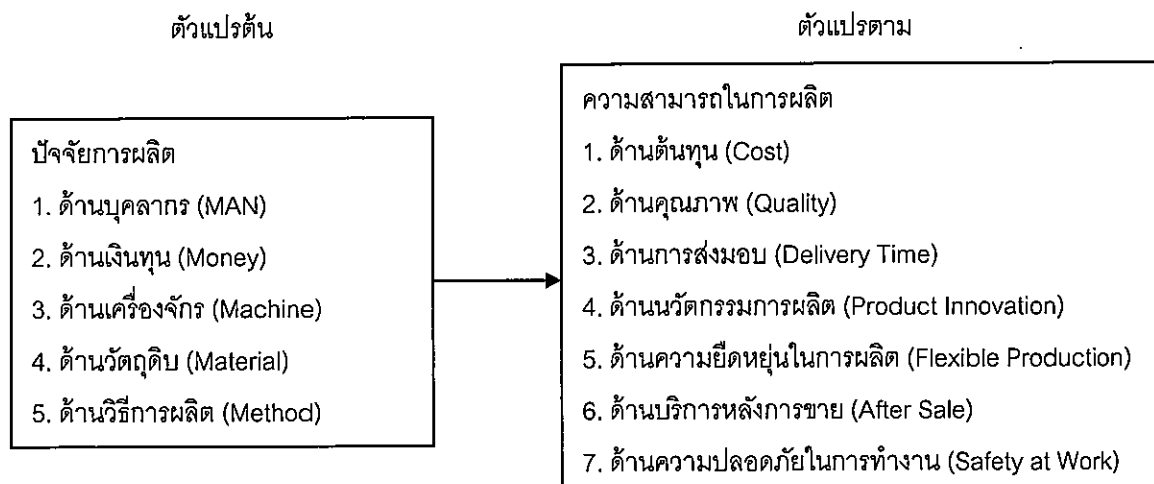 ตัวแปรต้น
ตัวแปรตาม
ปัจจัยการผลิต
1. ด้านบุคลากร (MAN)
2. ด้านเงินทุน (Money)
3. ด้านเครื่องจักร (Machine)
4. ด้านวัตถุดิบ (Material)
5. ด้านวิธีการผลิต (Method)
ความสามารถในการผลิต
1. ด้านต้นทุน (Cost)
2. ด้านคุณภาพ (Quality)
3. ด้านการส่งมอบ (Delivery Time)
4. ด้านนวัตกรรมการผลิต (Product Innovation)
5. ด้านความยืดหยุ่นในการผลิต (Flexible Production)
6. ด้านบริการหลังการขาย (After Sale)
7. ด้านความปลอดภัยในการทำงาน (Safety at Work)